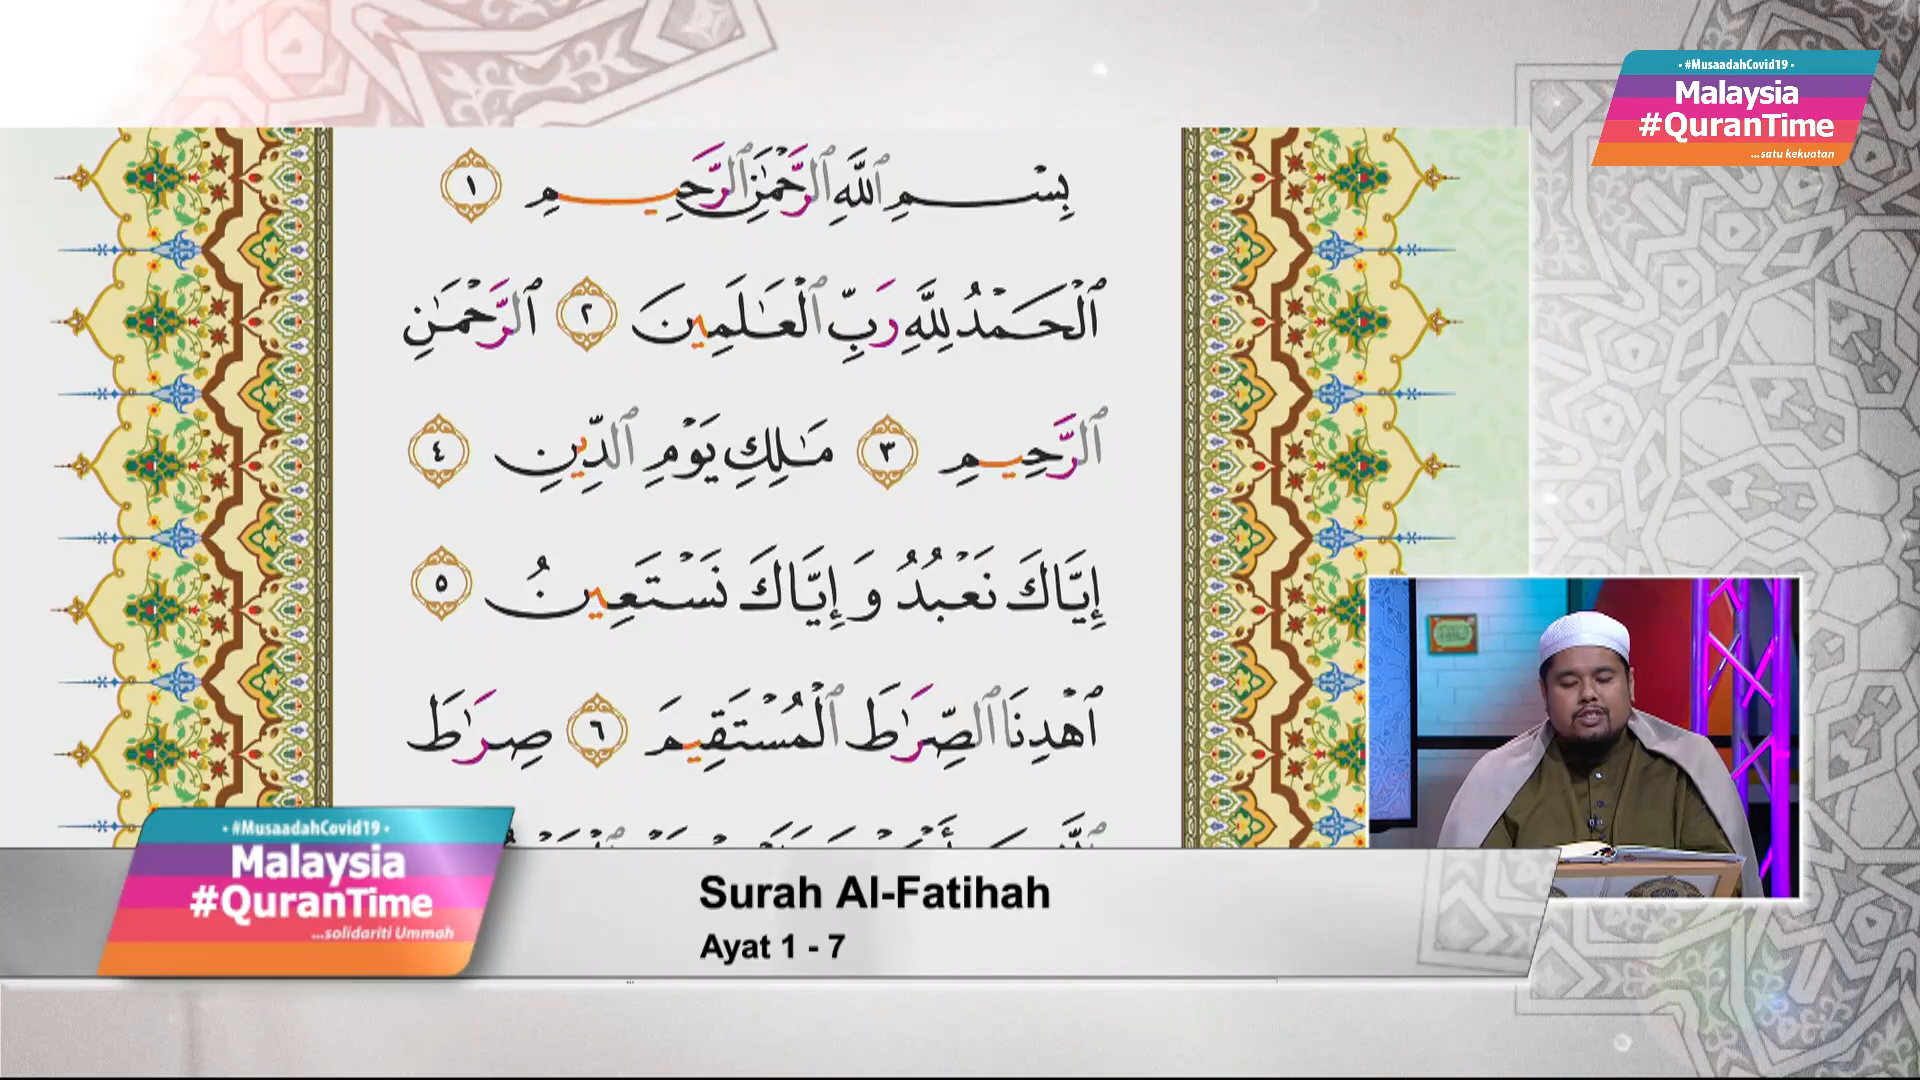 • #MusaadahCovid19 •
Malaysia
#QuranTime
...satu kekuatan
بِسْمِ ٱللَّهِ ٱلرَّحْمَٰنِ ٱلرَّحِيمِ ١
ٱلْحَمْدُ لِلَّهِ رَبِّ ٱلْعَٰلَمِينَ ٢ ٱلرَّحْمَٰنِ
ٱلرَّحِيمِ ٣ مَٰلِكِ يَوْمِ ٱلدِّينِ ٤
إِيَّاكَ نَعْبُدُ وَإِيَّاكَ نَسْتَعِينُ ٥
ٱهْدِنَا ٱلصِّرَٰطَ ٱلْمُسْتَقِيمَ ٦ صِرَٰطَ
• #MusaadahCovid19 •
Malaysia
#QuranTime
...solidariti Ummah
Surah Al-Fatihah
Ayat 1 - 7